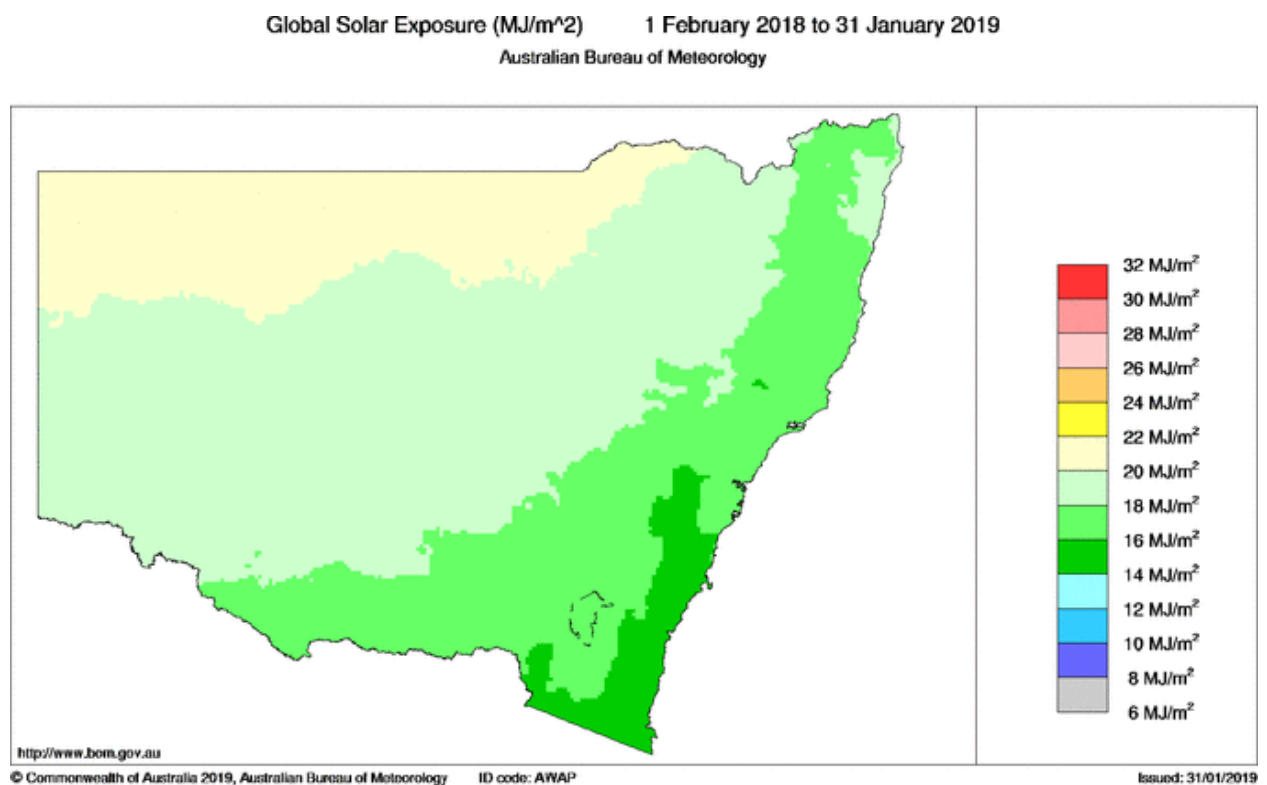 Global Solar Exposure (MJ/m^2) 1 February 2018 to 31 January 2019
Australian Bureau of Meteorology
32 MJ/m²
30 MJ/m²
28 MJ/m²
26 MJ/m²
24 MJ/m²
22 MJ/m²
20 MJ/m²
18 MJ/m²
16 MJ/m²
14 MJ/m²
12 MJ/m²
10 MJ/m²
8 MJ/m²
6 MJ/m²
http://www.bom.gov.au
© Commonwealth of Australia 2019, Australian Bureau of Meteorology ID code: AWAP Issued: 31/01/2019